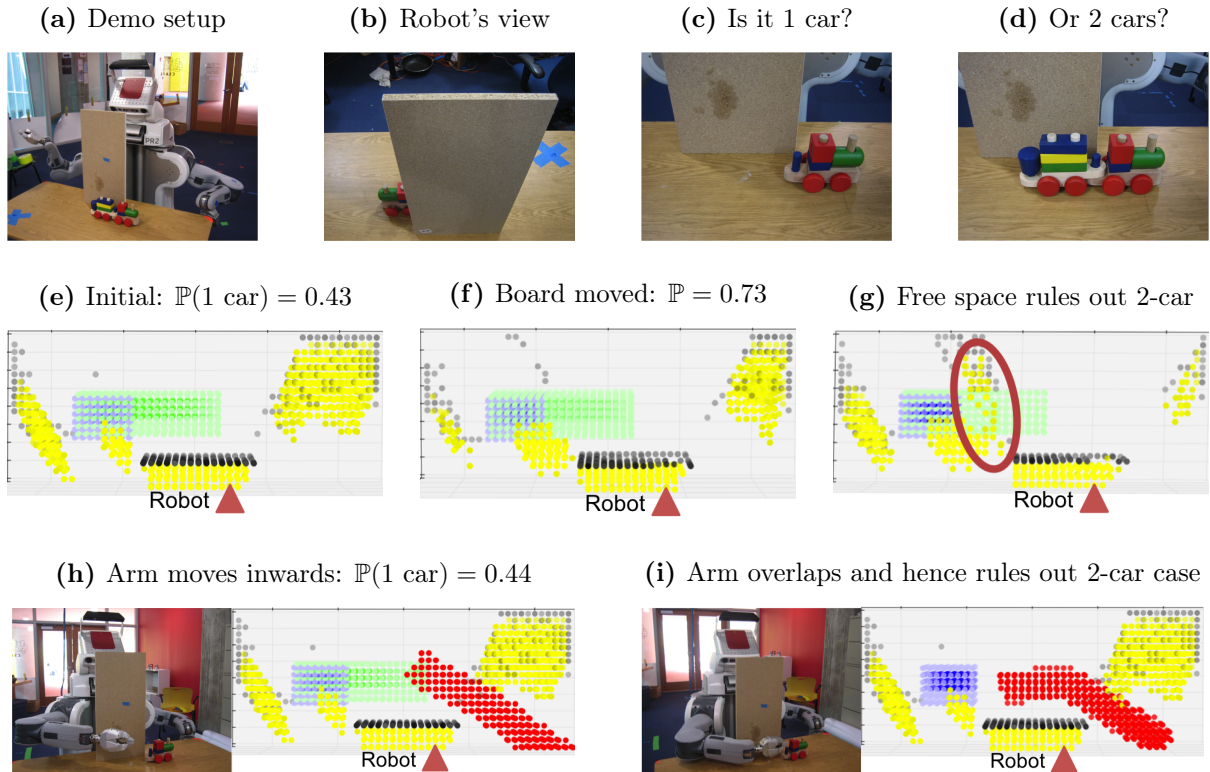 (a) Demo setup
(b) Robot's view
(c) Is it 1 car?
(d) Or 2 cars?
PR2
(e) Initial: ℙ(1 car) = 0.43
(f) Board moved: ℙ = 0.73
(g) Free space rules out 2-car
Robot
Robot
Robot
(h) Arm moves inwards: ℙ(1 car) = 0.44
(i) Arm overlaps and hence rules out 2-car case
Robot
Robot